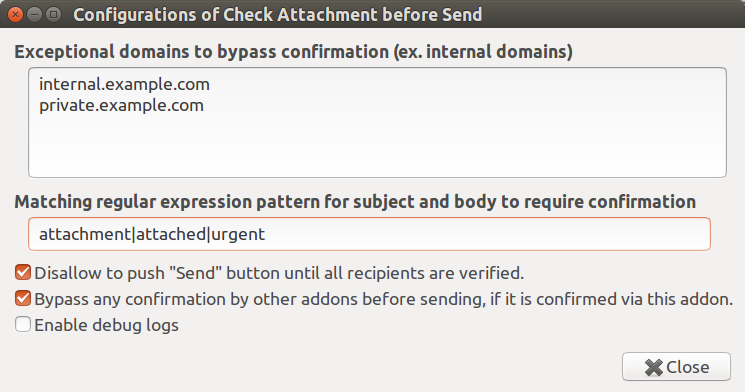 Configurations of Check Attachment before Send
Exceptional domains to bypass confirmation (ex. internal domains)
internal.example.com
private.example.com
Matching regular expression pattern for subject and body to require confirmation
attachment|attached|urgent
Disallow to push "Send" button until all recipients are verified.
Bypass any confirmation by other addons before sending, if it is confirmed via this addon.
Enable debug logs
Close